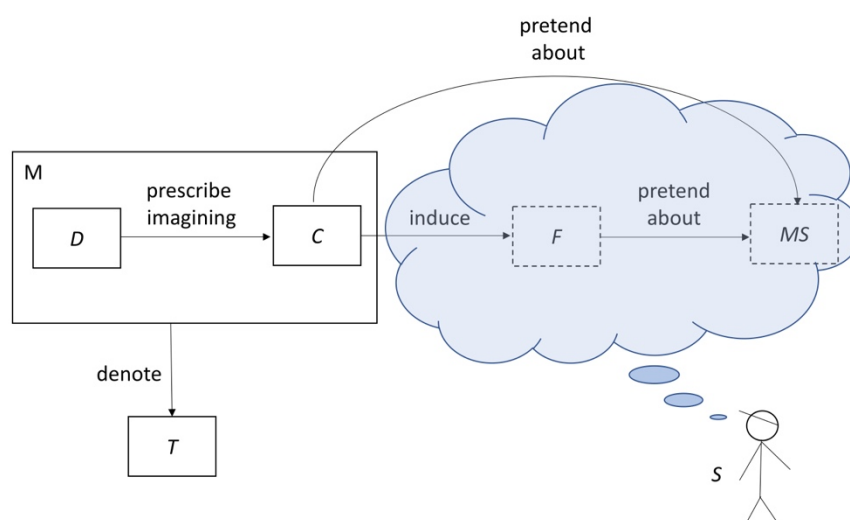 pretend
about
M
prescribe
imagining
D
C
induce
F
pretend
about
MS
denote
T
S